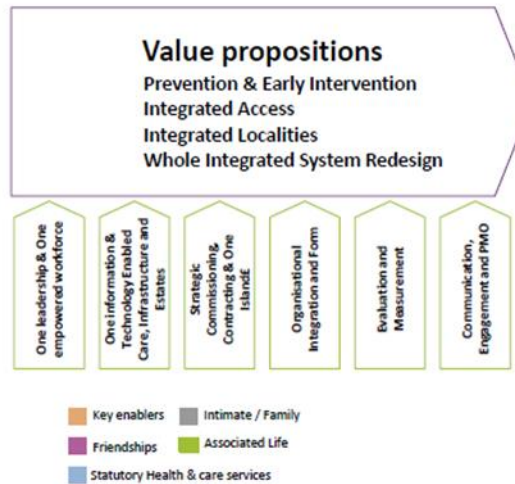 Value propositions
Prevention & Early Intervention
Integrated Access
Integrated Localities
Whole Integrated System Redesign
One leadership & One
empowered workforce
One information &
Technology Enabled
Care, Infrastructure and
Estates
Strategic
Commissioning,
Contracting & One
Island£
Organisational
Integration and Form
Evaluation and
Measurement
Communication,
Engagement and PMO
Key enablers
Intimate / Family
Friendships
Associated Life
Statutory Health & care services